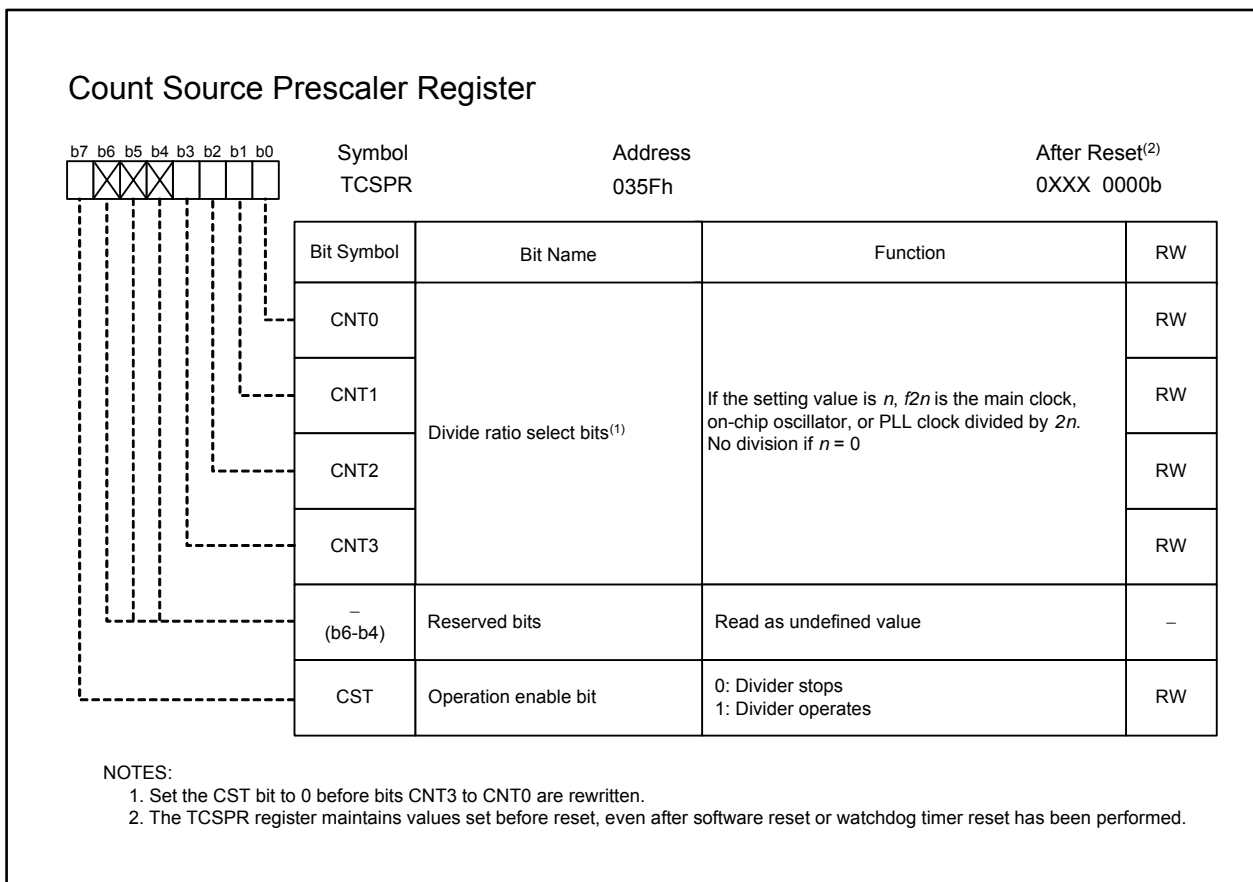 Count Source Prescaler Register
b7 b6 b5 b4 b3 b2 b1 b0
Symbol Address After Reset(2)
TCSPR 035Fh 0XXX 0000b
Bit Symbol Bit Name Function RW
CNT0 RW
CNT1 RW
Divide ratio select bits(1)
If the setting value is n, f2n is the main clock,
on-chip oscillator, or PLL clock divided by 2n.
No division if n = 0
CNT2 RW
CNT3 RW
–
(b6-b4) Reserved bits Read as undefined value –
CST Operation enable bit
0: Divider stops
1: Divider operates
RW
NOTES:
1. Set the CST bit to 0 before bits CNT3 to CNT0 are rewritten.
2. The TCSPR register maintains values set before reset, even after software reset or watchdog timer reset has been performed.